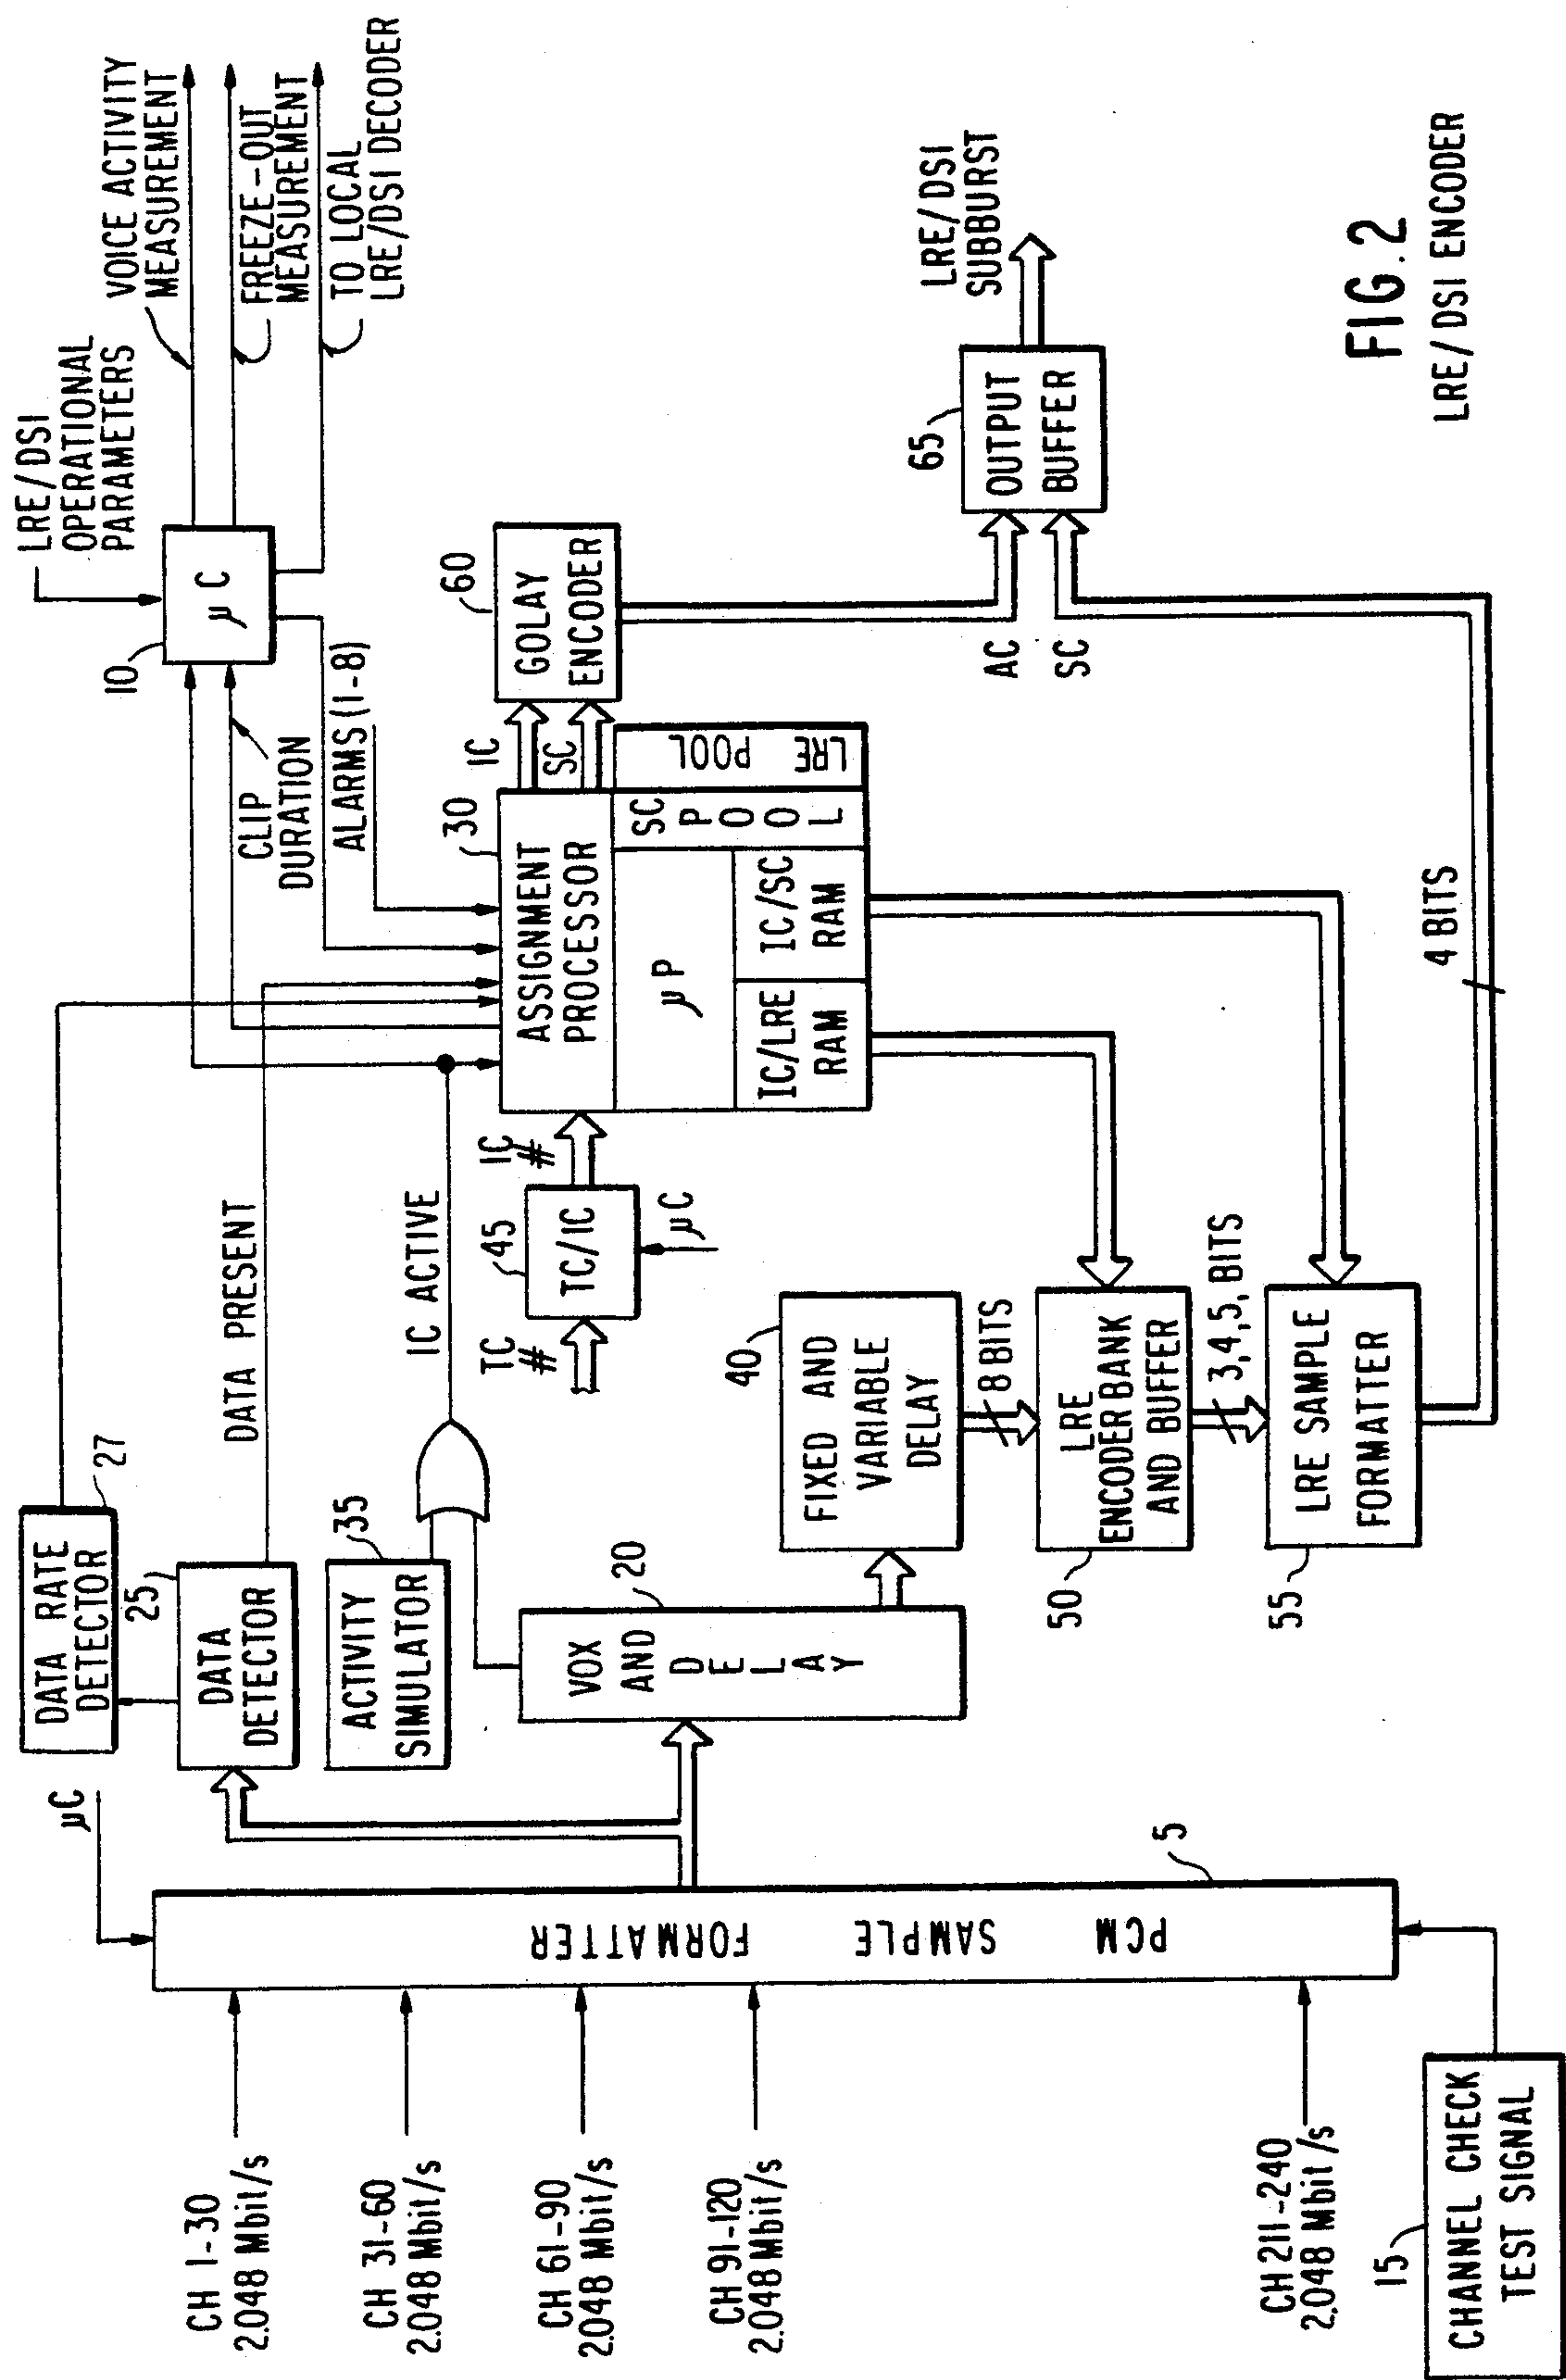 CH 1-30
2.048 Mbit/s
CH 31-60
2.048 Mbit/s
CH 61-90
2.048 Mbit/s
CH 91-120
2.048 Mbit/s
CH 211-240
2.048 Mbit/s
15
CHANNEL CHECK
TEST SIGNAL
μC
PCM SAMPLE FORMATTER
5
DATA RATE
DETECTOR
27
25
DATA
DETECTOR
DATA PRESENT
35
ACTIVITY
SIMULATOR
20
VOX
AND
DELAY
IC ACTIVE
TC
#
45
TC/IC
μC
IC
#
40
FIXED AND
VARIABLE
DELAY
8 BITS
50
LRE
ENCODER BANK
AND BUFFER
3,4,5, BITS
55
LRE SAMPLE
FORMATTER
4 BITS
30
ASSIGNMENT
PROCESSOR
μP
IC/LRE
RAM
IC/SC
RAM
SC
POOL
LRE POOL
CLIP
DURATION
ALARMS (1-8)
10
μC
LRE/DSI
OPERATIONAL
PARAMETERS
VOICE ACTIVITY
MEASUREMENT
FREEZE-OUT
MEASUREMENT
TO LOCAL
LRE/DSI DECODER
IC
SC
60
GOLAY
ENCODER
AC
SC
65
OUTPUT
BUFFER
LRE/DSI
SUBBURST
FIG.2
LRE/DSI ENCODER